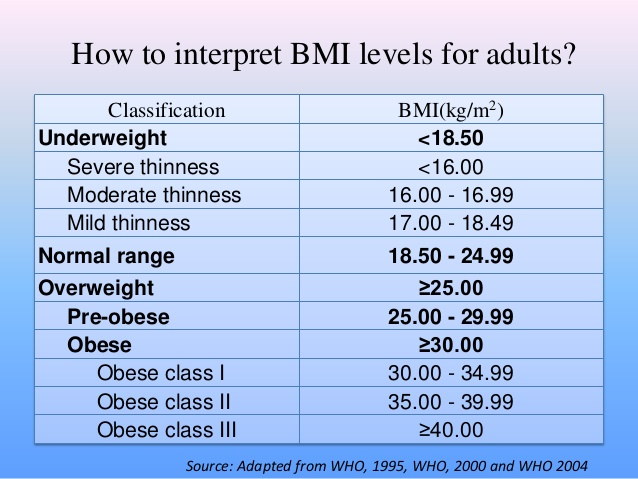 How to interpret BMI levels for adults?
Classification BMI(kg/m²)
Underweight <18.50
Severe thinness <16.00
Moderate thinness 16.00 - 16.99
Mild thinness 17.00 - 18.49
Normal range 18.50 - 24.99
Overweight ≥25.00
Pre-obese 25.00 - 29.99
Obese ≥30.00
Obese class I 30.00 - 34.99
Obese class II 35.00 - 39.99
Obese class III ≥40.00
Source: Adapted from WHO, 1995, WHO, 2000 and WHO 2004